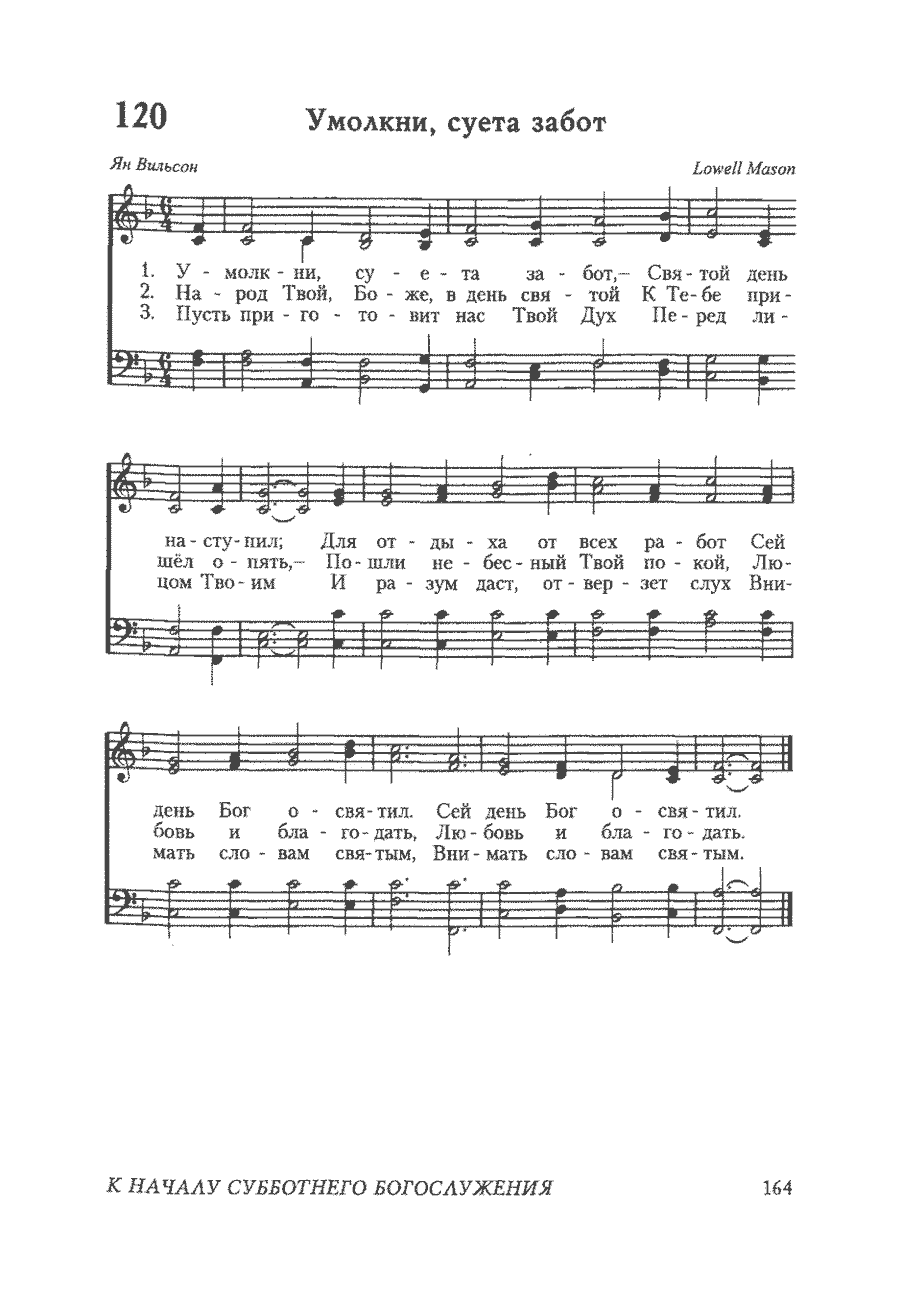 120
Умолкни, суета забот
Ян Вильсон
Lowell Mason
1. У - молк - ни, су - е - та за - бот,– Свя - той день
2. На - род Твой, Бо - же, в день свя - той К Те - бе при -
3. Пусть при - го - то - вит нас Твой Дух Пе - ред ли -
на - сту - пил; Для от - ды - ха от всех ра - бот Сей
шёл о - пять,– По - шли не - бес - ный Твой по - кой, Лю -
цом Тво - им И ра - зум даст, от - вер - зет слух Вни-
день Бог о - свя - тил. Сей день Бог о - свя - тил.
бовь и бла - го - дать, Лю - бовь и бла - го - дать.
мать сло - вам свя - тым, Вни - мать сло - вам свя - тым.
К НАЧАЛУ СУББОТНЕГО БОГОСЛУЖЕНИЯ 164